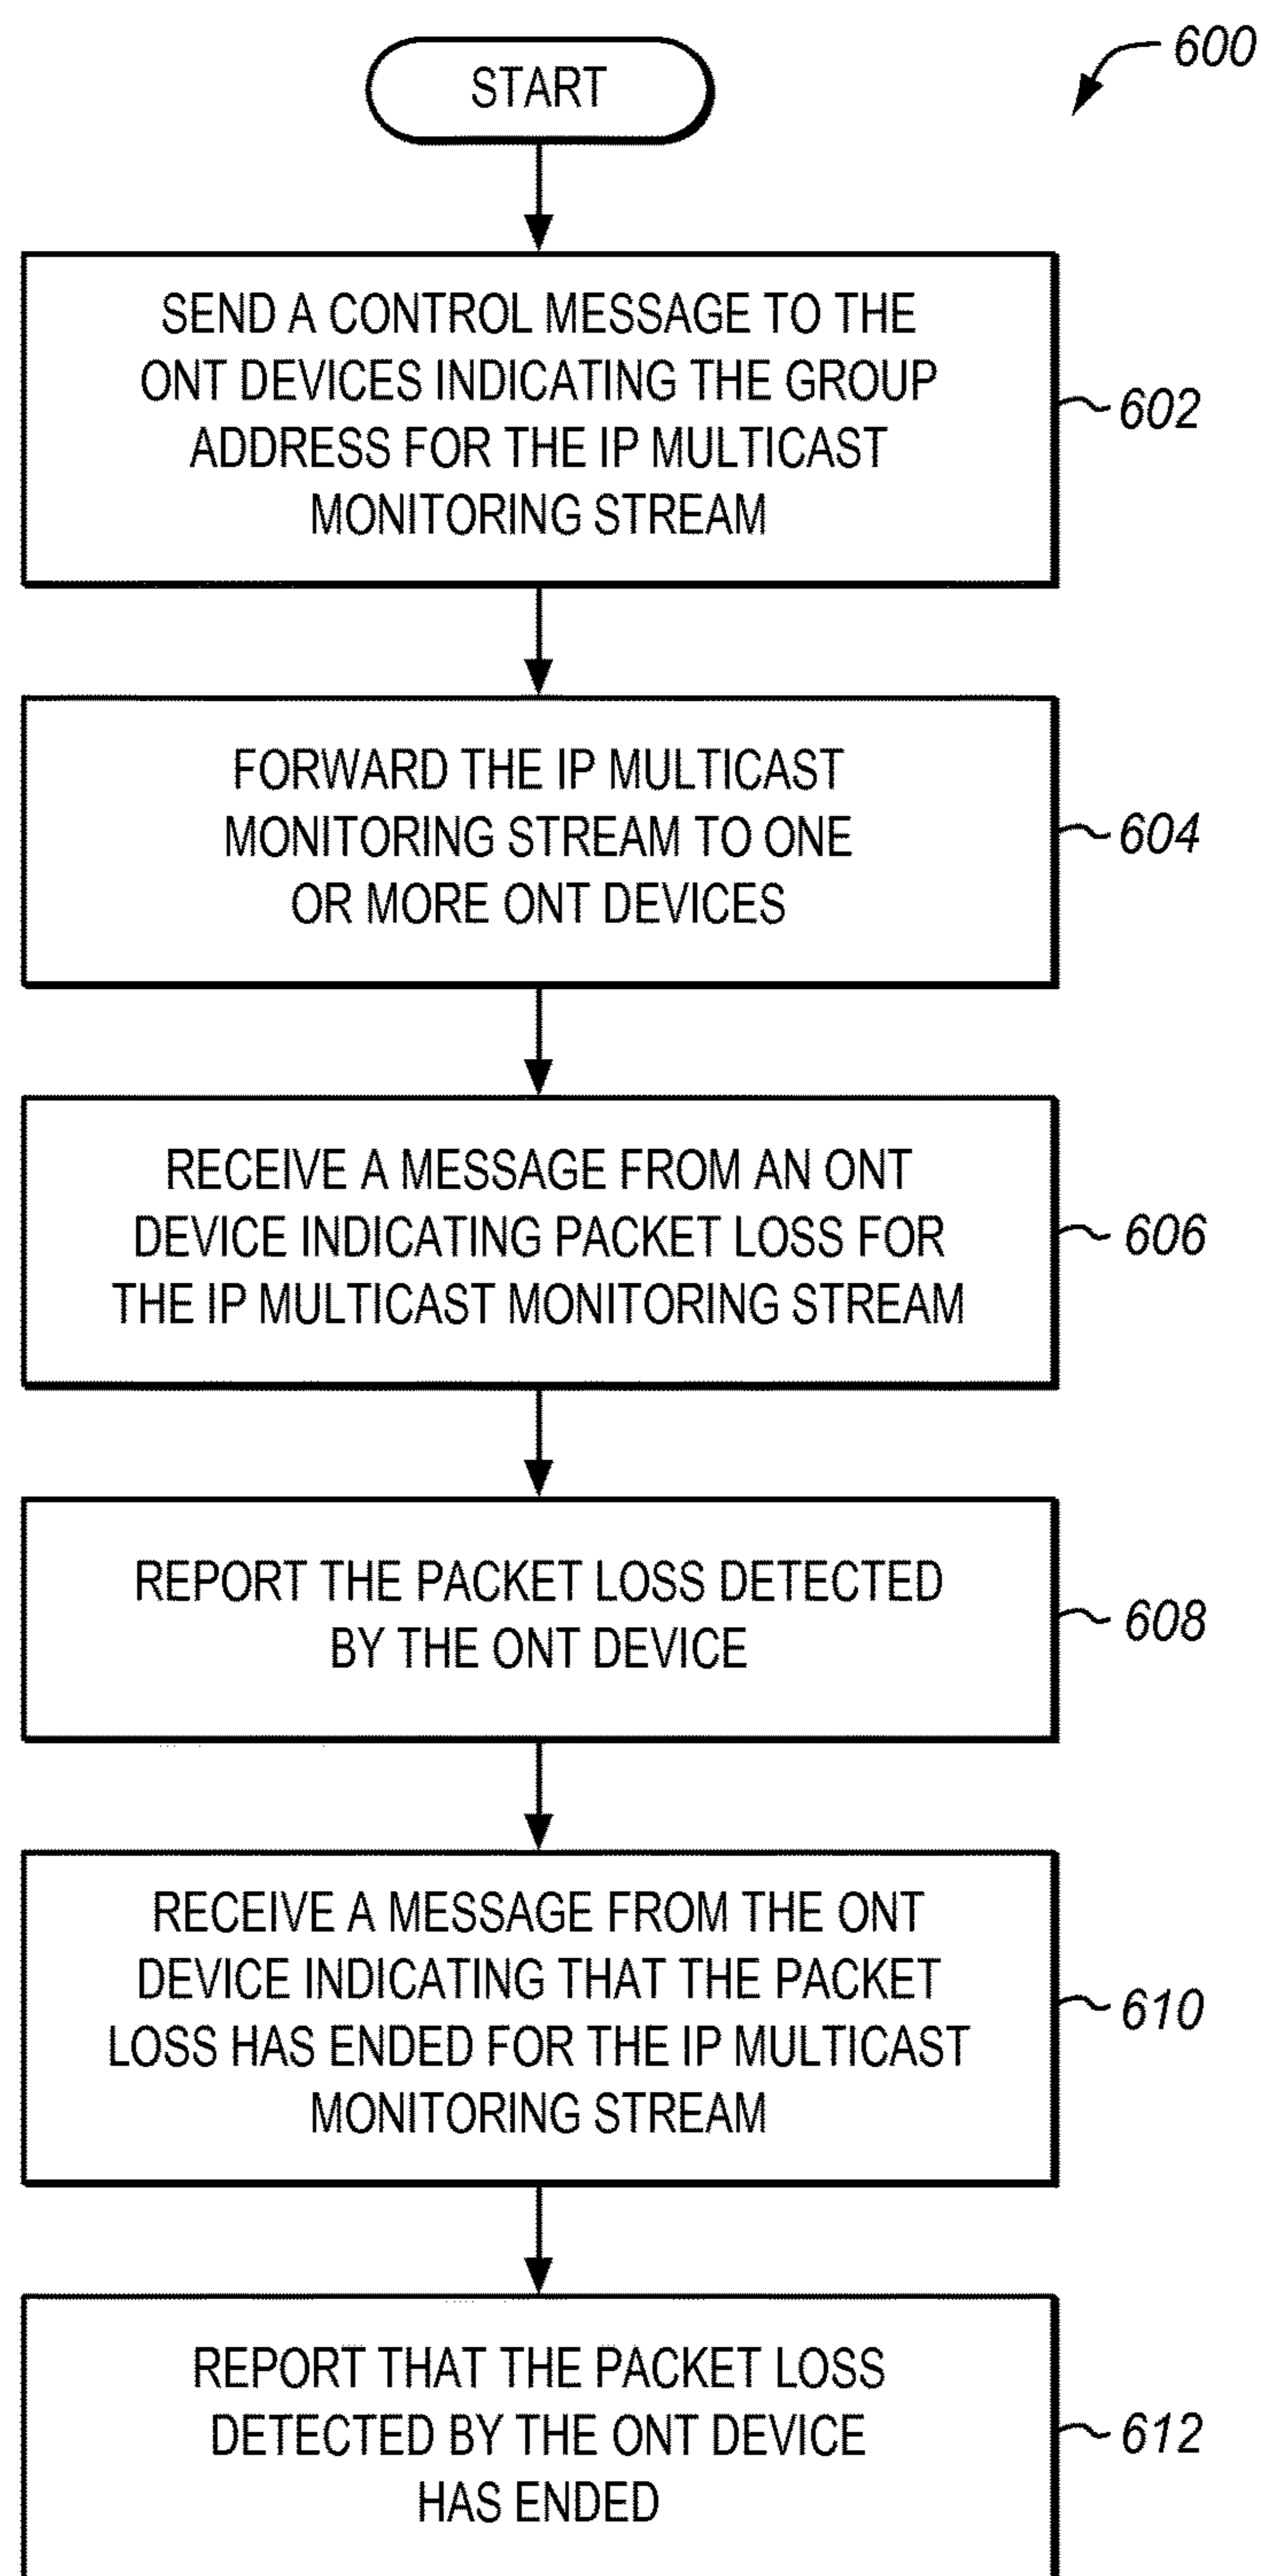 START
600
SEND A CONTROL MESSAGE TO THE
ONT DEVICES INDICATING THE GROUP
ADDRESS FOR THE IP MULTICAST
MONITORING STREAM
602
FORWARD THE IP MULTICAST
MONITORING STREAM TO ONE
OR MORE ONT DEVICES
604
RECEIVE A MESSAGE FROM AN ONT
DEVICE INDICATING PACKET LOSS FOR
THE IP MULTICAST MONITORING STREAM
606
REPORT THE PACKET LOSS DETECTED
BY THE ONT DEVICE
608
RECEIVE A MESSAGE FROM THE ONT
DEVICE INDICATING THAT THE PACKET
LOSS HAS ENDED FOR THE IP MULTICAST
MONITORING STREAM
610
REPORT THAT THE PACKET LOSS
DETECTED BY THE ONT DEVICE
HAS ENDED
612